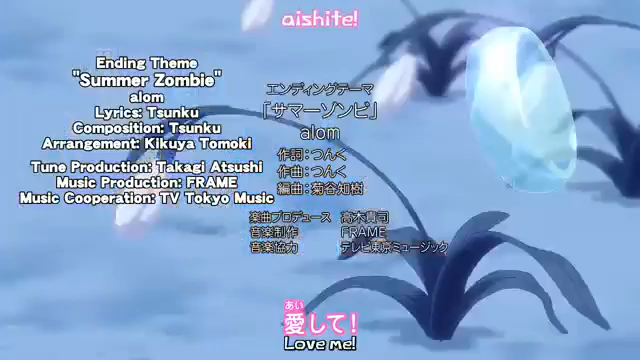 aishite!
Ending Theme
"Summer Zombie"
alom
Lyrics: Tsunku
Composition: Tsunku
Arrangement: Kikuya Tomoki
Tune Production: Takagi Atsushi
Music Production: FRAME
Music Cooperation: TV Tokyo Music
エンディングテーマ
「サマーゾンビ」
alom
作詞：つんく
作曲：つんく
編曲：菊谷知樹
楽曲プロデュース 高木貴司
音楽制作 FRAME
音楽協力 テレビ東京ミュージック
あい
愛して!
Love me!